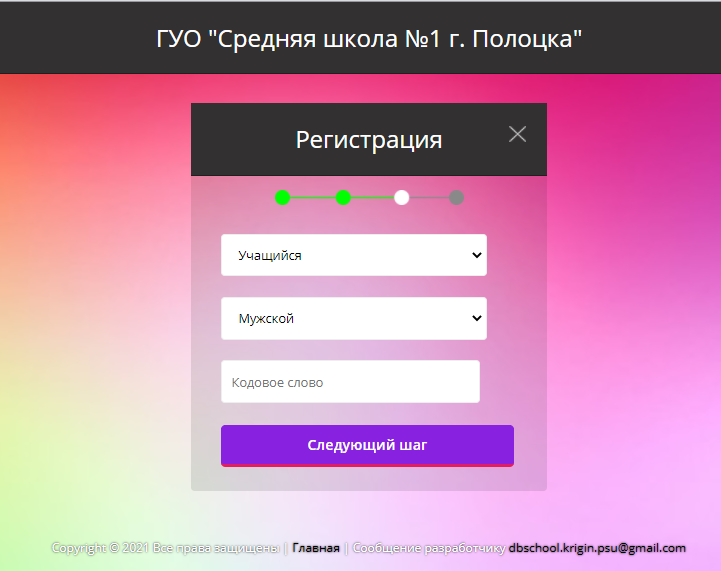 ГУО "Средняя школа №1 г. Полоцка"
Регистрация
Учащийся
Мужской
Кодовое слово
Следующий шаг
Copyright © 2021 Все права защищены | Главная | Сообщение разработчику dbschool.krigin.psu@gmail.com